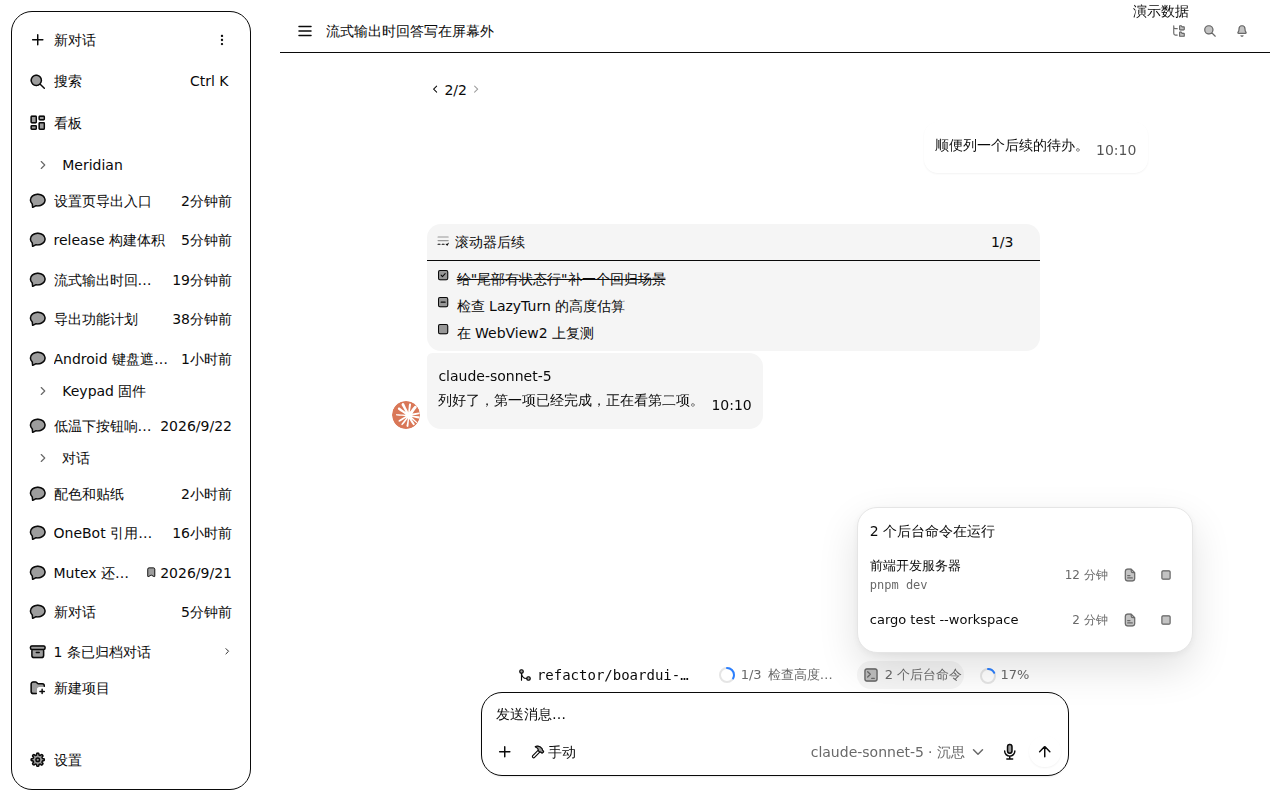 新对话
搜索 Ctrl K
看板
Meridian
设置页导出入口 2分钟前
release 构建体积 5分钟前
流式输出时回… 19分钟前
导出功能计划 38分钟前
Android 键盘遮… 1小时前
Keypad 固件
低温下按钮响… 2026/9/22
对话
配色和贴纸 2小时前
OneBot 引用… 16小时前
Mutex 还… 2026/9/21
新对话 5分钟前
1 条已归档对话
新建项目
设置
演示数据
流式输出时回答写在屏幕外
2/2
顺便列一个后续的待办。 10:10
滚动器后续 1/3
给"尾部有状态行"补一个回归场景
检查 LazyTurn 的高度估算
在 WebView2 上复测
claude-sonnet-5
列好了，第一项已经完成，正在看第二项。 10:10
2 个后台命令在运行
前端开发服务器 12 分钟
pnpm dev
cargo test --workspace 2 分钟
refactor/boardui-… 1/3 检查高度… 2 个后台命令 17%
发送消息…
手动 claude-sonnet-5 · 沉思